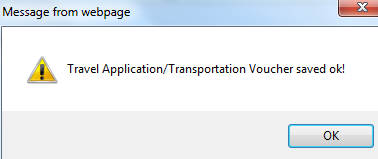 Message from webpage
Travel Application/Transportation Voucher saved ok!
OK